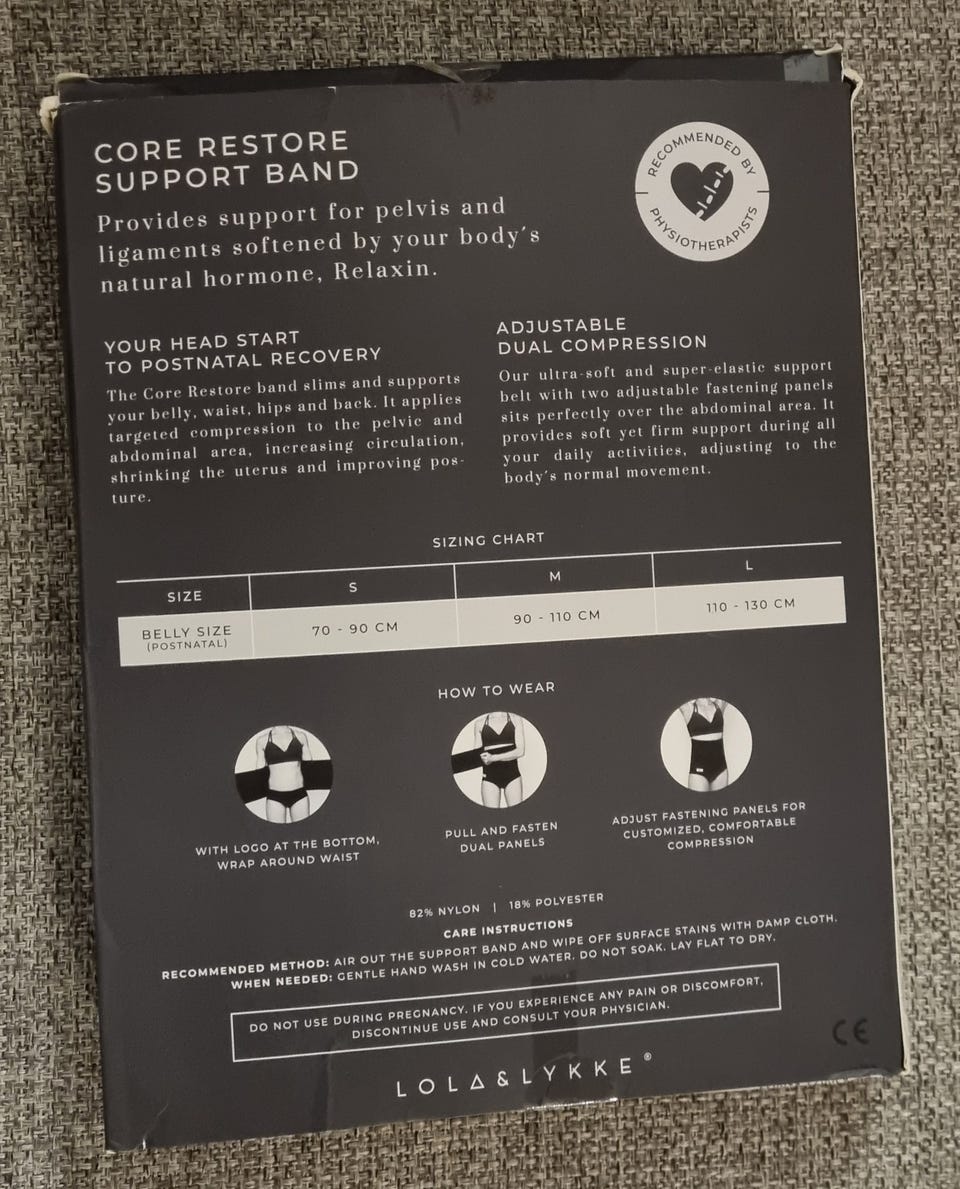 CORE RESTORE
SUPPORT BAND
Provides support for pelvis and
ligaments softened by your body's
natural hormone, Relaxin.
RECOMMENDED BY
PHYSIOTHERAPISTS
YOUR HEAD START
TO POSTNATAL RECOVERY
The Core Restore band slims and supports
your belly, waist, hips and back. It applies
targeted compression to the pelvic and
abdominal area, increasing circulation,
shrinking the uterus and improving pos-
ture.
ADJUSTABLE
DUAL COMPRESSION
Our ultra-soft and super-elastic support
belt with two adjustable fastening panels
sits perfectly over the abdominal area. It
provides soft yet firm support during all
your daily activities, adjusting to the
body's normal movement.
SIZING CHART
SIZE S M L
BELLY SIZE 70 - 90 CM 90 - 110 CM 110 - 130 CM
(POSTNATAL)
HOW TO WEAR
WITH LOGO AT THE BOTTOM,
WRAP AROUND WAIST
PULL AND FASTEN
DUAL PANELS
ADJUST FASTENING PANELS FOR
CUSTOMIZED, COMFORTABLE
COMPRESSION
82% NYLON | 18% POLYESTER
CARE INSTRUCTIONS
RECOMMENDED METHOD: AIR OUT THE SUPPORT BAND AND WIPE OFF SURFACE STAINS WITH DAMP CLOTH.
WHEN NEEDED: GENTLE HAND WASH IN COLD WATER. DO NOT SOAK. LAY FLAT TO DRY.
DO NOT USE DURING PREGNANCY. IF YOU EXPERIENCE ANY PAIN OR DISCOMFORT,
DISCONTINUE USE AND CONSULT YOUR PHYSICIAN.
CE
LOLA&LYKKE®